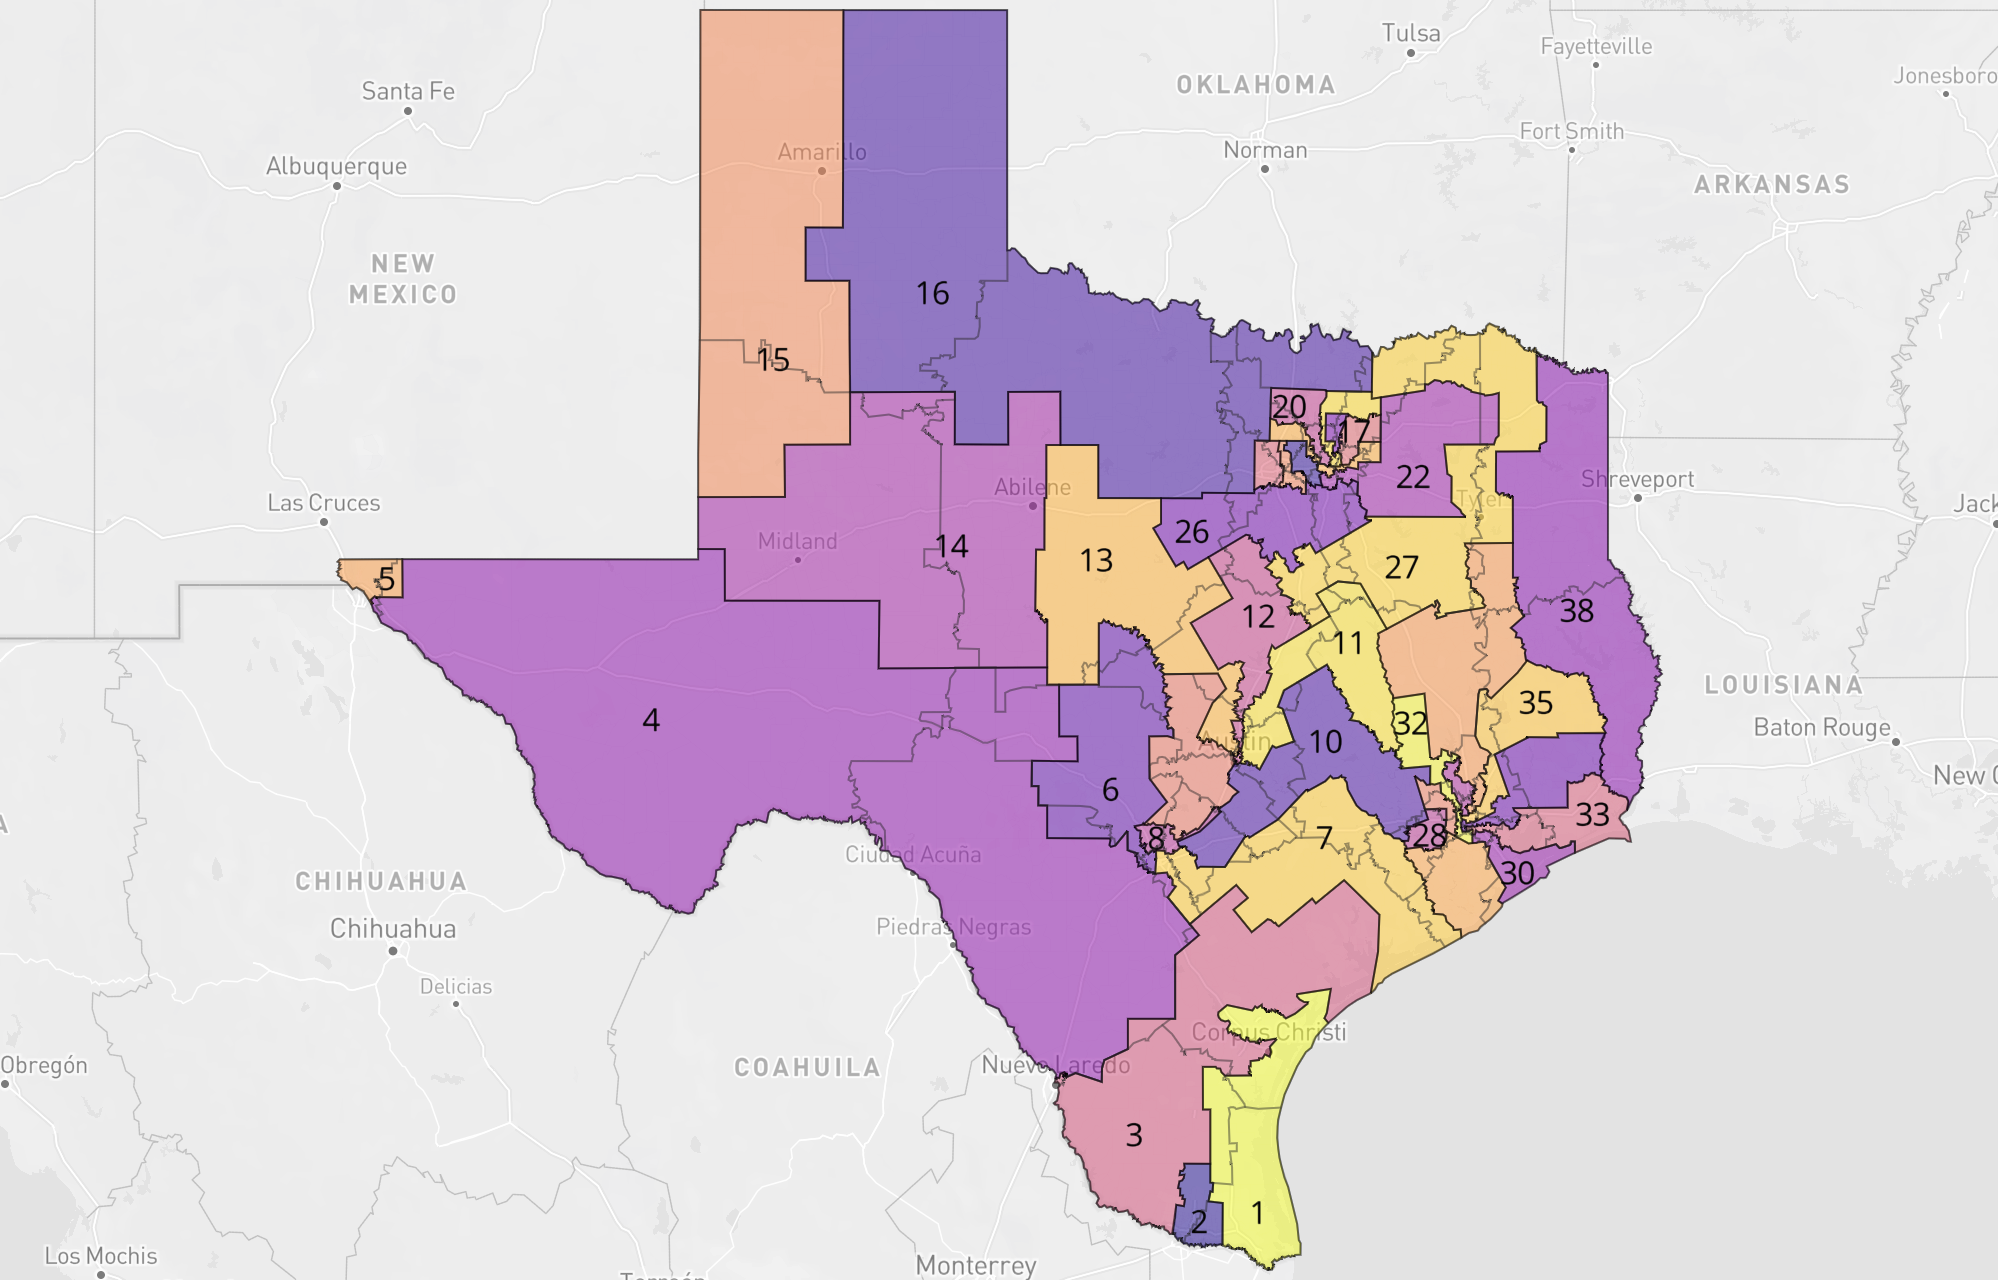 Tulsa
Fayetteville
Jonesboro
OKLAHOMA
Santa Fe
Fort Smith
Norman
Amarillo
Albuquerque
ARKANSAS
NEW
MEXICO
16
15
20
17
22
Shreveport
Abilene
Tyler
Las Cruces
Jack
26
Midland
14
13
27
5
12
38
11
4
35
LOUISIANA
32
Baton Rouge
10
Austin
New O
6
33
7
28
8
Ciudad Acuña
30
CHIHUAHUA
Chihuahua
Piedras Negras
Delicias
Corpus Christi
Obregón
COAHUILA
Nuevo Laredo
3
1
2
Los Mochis
Monterrey
Torreón